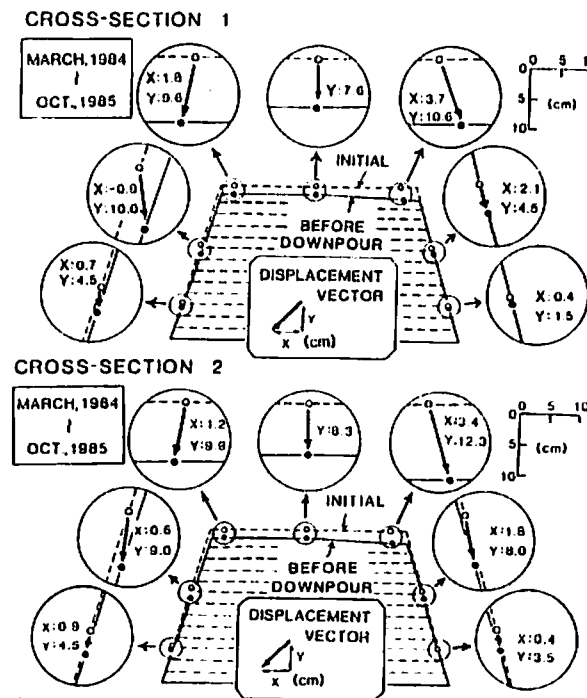 CROSS-SECTION 1
MARCH, 1984
~
OCT., 1985
X:1.8
Y:9.6
Y:7.6
X:3.7
Y:10.6
0 5 10
5
(cm)
10
INITIAL
X:-0.9
Y:10.0
X:2.1
Y:4.5
BEFORE
DOWNPOUR
DISPLACEMENT
VECTOR
Y
X (cm)
X:0.7
Y:4.5
X:0.4
Y:1.5
CROSS-SECTION 2
MARCH, 1984
~
OCT., 1985
X:1.2
Y:9.9
Y:8.3
X:3.4
Y:12.3
0 5 10
0
5
(cm)
10
INITIAL
X:0.6
Y:9.0
X:1.8
Y:8.0
BEFORE
DOWNPOUR
DISPLACEMENT
VECTOR
Y
X (cm)
X:0.9
Y:4.5
X:0.4
Y:3.5